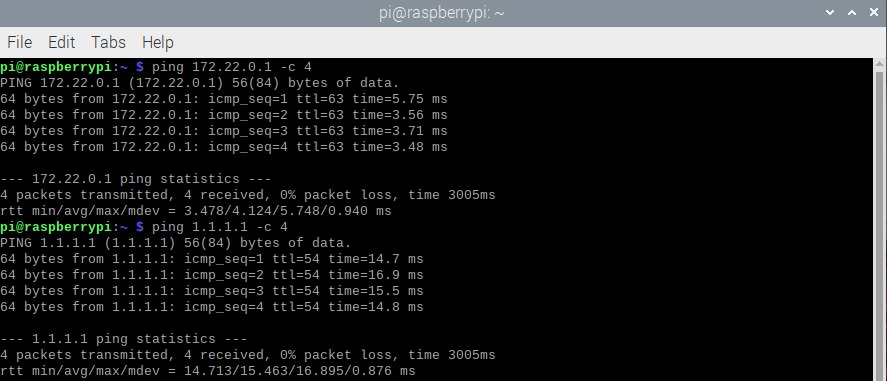 pi@raspberrypi: ~
File Edit Tabs Help
pi@raspberrypi:~ $ ping 172.22.0.1 -c 4
PING 172.22.0.1 (172.22.0.1) 56(84) bytes of data.
64 bytes from 172.22.0.1: icmp_seq=1 ttl=63 time=5.75 ms
64 bytes from 172.22.0.1: icmp_seq=2 ttl=63 time=3.56 ms
64 bytes from 172.22.0.1: icmp_seq=3 ttl=63 time=3.71 ms
64 bytes from 172.22.0.1: icmp_seq=4 ttl=63 time=3.48 ms
--- 172.22.0.1 ping statistics ---
4 packets transmitted, 4 received, 0% packet loss, time 3005ms
rtt min/avg/max/mdev = 3.478/4.124/5.748/0.940 ms
pi@raspberrypi:~ $ ping 1.1.1.1 -c 4
PING 1.1.1.1 (1.1.1.1) 56(84) bytes of data.
64 bytes from 1.1.1.1: icmp_seq=1 ttl=54 time=14.7 ms
64 bytes from 1.1.1.1: icmp_seq=2 ttl=54 time=16.9 ms
64 bytes from 1.1.1.1: icmp_seq=3 ttl=54 time=15.5 ms
64 bytes from 1.1.1.1: icmp_seq=4 ttl=54 time=14.8 ms
--- 1.1.1.1 ping statistics ---
4 packets transmitted, 4 received, 0% packet loss, time 3005ms
rtt min/avg/max/mdev = 14.713/15.463/16.895/0.876 ms